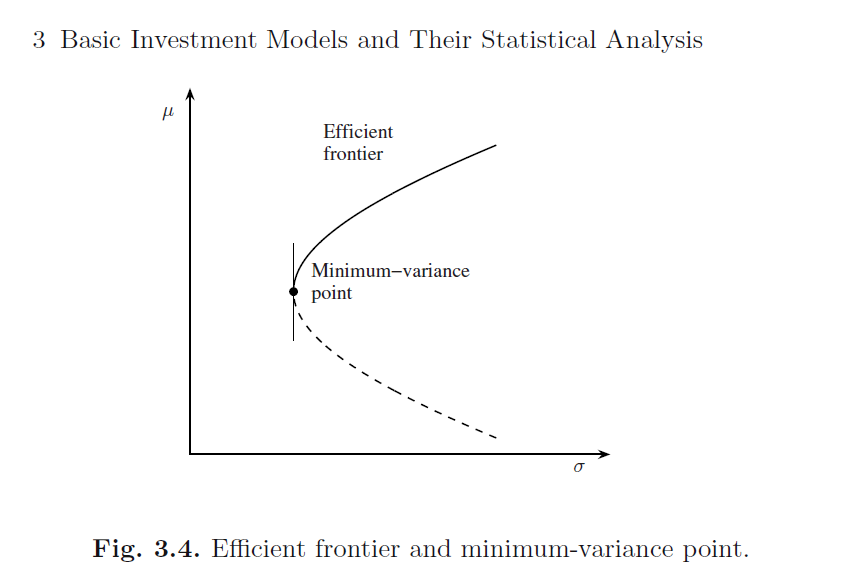 3 Basic Investment Models and Their Statistical Analysis
μ
Efficient
frontier
Minimum−variance
point
σ
Fig. 3.4. Efficient frontier and minimum-variance point.